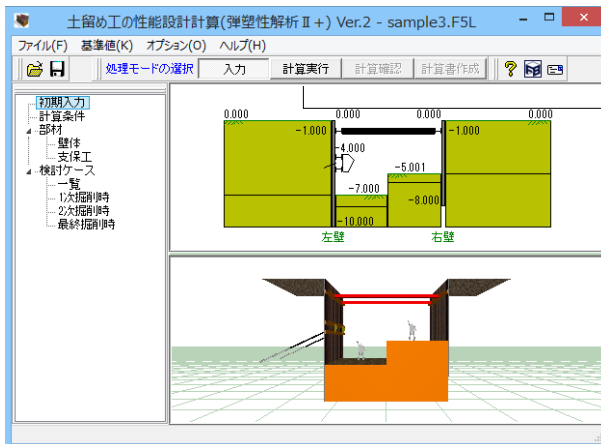 土留め工の性能設計計算(弾塑性解析Ⅱ+) Ver.2 - sample3.F5L
ファイル(F) 基準値(K) オプション(O) ヘルプ(H)
処理モードの選択 入力 計算実行 計算確認 計算書作成
初期入力
計算条件
部材
壁体
支保工
検討ケース
一覧
1次掘削時
2次掘削時
最終掘削時
0.000 0.000 0.000 0.000
-1.000 -1.000
-4.000
-5.001
-7.000
-8.000
-10.000
左壁 右壁